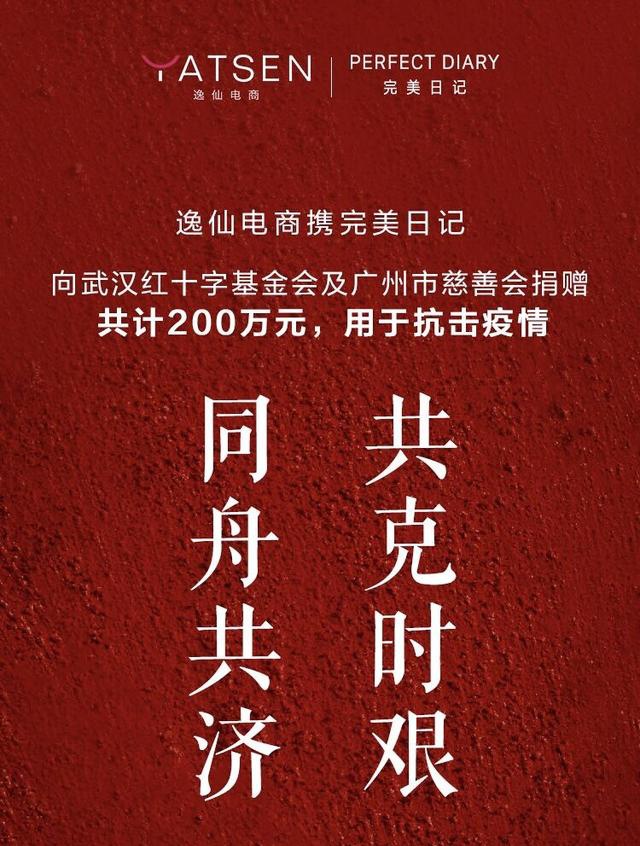 YATSEN
逸仙电商
PERFECT DIARY
完美日记
逸仙电商携完美日记
向武汉红十字基金会及广州市慈善会捐赠
共计200万元，用于抗击疫情
共克时艰
同舟共济